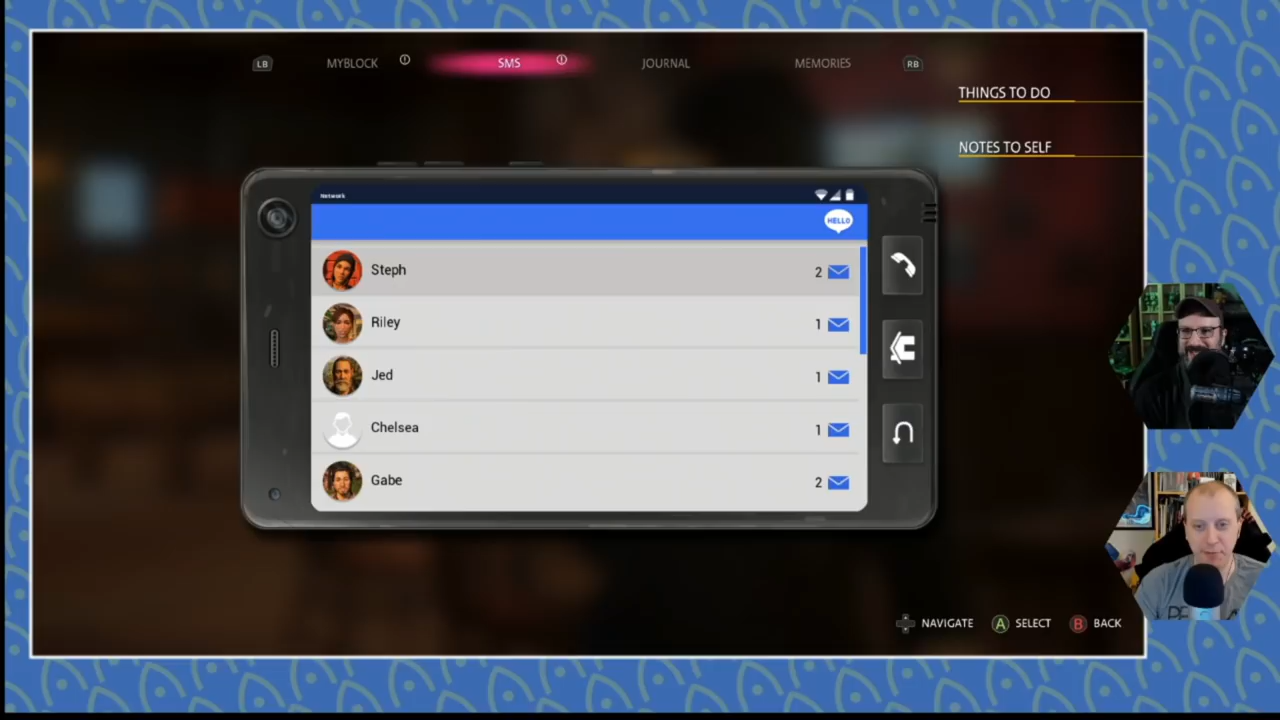 LB MYBLOCK SMS JOURNAL MEMORIES RB
THINGS TO DO
NOTES TO SELF
Network
HELLO
Steph 2
Riley 1
Jed 1
Chelsea 1
Gabe 2
NAVIGATE A SELECT B BACK